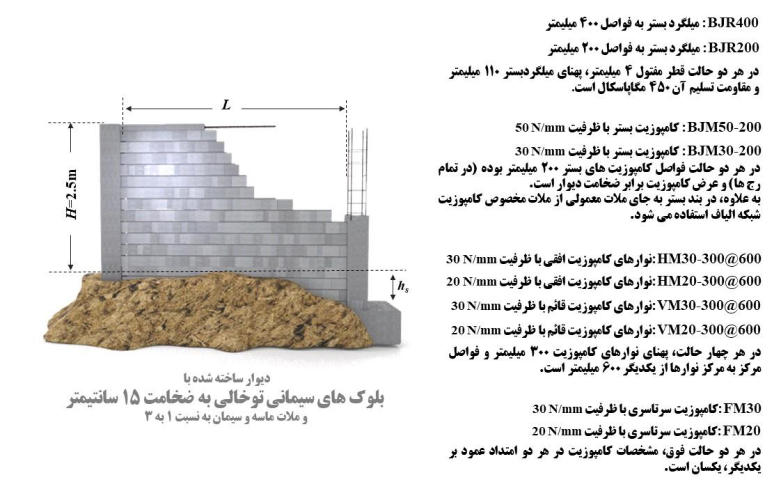 BJR400 : میلگرد بستر به فواصل ۴۰۰ میلیمتر
BJR200 : میلگرد بستر به فواصل ۲۰۰ میلیمتر
در هر دو حالت قطر مفتول ۴ میلیمتر، پهنای میلگردبستر ۱۱۰ میلیمتر
و مقاومت تسلیم آن ۴۵۰ مگاپاسکال است.
BJM50-200 : کامپوزیت بستر با ظرفیت 50 N/mm
BJM30-200 : کامپوزیت بستر با ظرفیت 30 N/mm
در هر دو حالت فواصل کامپوزیت های بستر ۲۰۰ میلیمتر بوده (در تمام
رج ها) و عرض کامپوزیت برابر ضخامت دیوار است.
به علاوه، در بند بستر به جای ملات معمولی از ملات مخصوص کامپوزیت
شبکه الیاف استفاده می شود.
HM30-300@600 :نوارهای کامپوزیت افقی با ظرفیت 30 N/mm
HM20-300@600 :نوارهای کامپوزیت افقی با ظرفیت 20 N/mm
VM30-300@600 :نوارهای کامپوزیت قائم با ظرفیت 30 N/mm
VM20-300@600 :نوارهای کامپوزیت قائم با ظرفیت 20 N/mm
در هر چهار حالت، پهنای نوارهای کامپوزیت ۳۰۰ میلیمتر و فواصل
مرکز به مرکز نوارها از یکدیگر ۶۰۰ میلیمتر است.
FM30 :کامپوزیت سرتاسری با ظرفیت 30 N/mm
FM20 :کامپوزیت سرتاسری با ظرفیت 20 N/mm
در هر دو حالت فوق، مشخصات کامپوزیت در هر دو امتداد عمود بر
یکدیگر، یکسان است.
L
H=2.5m
hs
دیوار ساخته شده با
بلوک های سیمانی توخالی به ضخامت ۱۵ سانتیمتر
و ملات ماسه و سیمان به نسبت ۱ به ۳